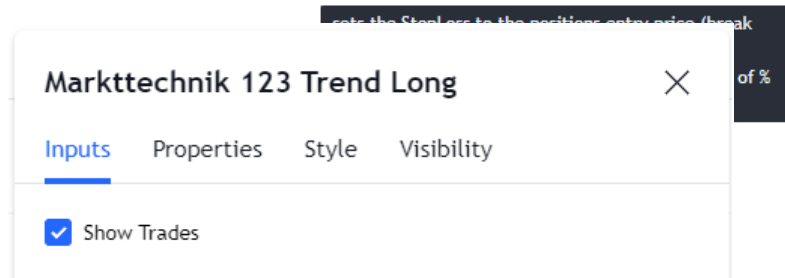 sets the StopLoss to the positions entry price (break
of %
Markttechnik 123 Trend Long
Inputs Properties Style Visibility
Show Trades